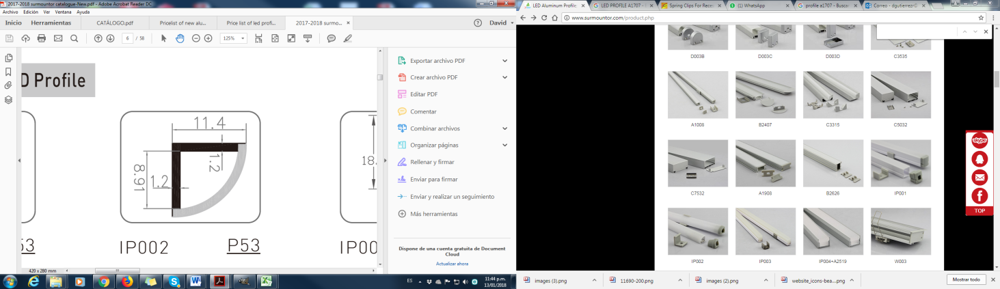 2017-2018 surmountor catalogue-New.pdf - Adobe Acrobat Reader DC
Archivo Edición Ver Ventana Ayuda
Inicio Herramientas CATÁLOGO.pdf Pricelist of new alu... Price list of led profi... 2017-2018 surmo... × David
6 / 58 125%
D Profile
11.4
1.2
8.91
1.2
18.
53 IP002 P53 IP00
420 x 280 mm
Exportar archivo PDF
Crear archivo PDF
Editar PDF
Comentar
Combinar archivos
Organizar páginas
Rellenar y firmar
Enviar para firmar
Enviar y realizar un seguimiento
Más herramientas
Dispone de una cuenta gratuita de Document
Cloud
Actualizar ahora
ES 11:44 p.m.
13/01/2018
LED Aluminum Profile LED PROFILE A1707 - Spring Clips For Rece (1) WhatsApp profile a1707 - Busca Correo - dgutierrezr
www.surmountor.com/product.php
D003B D003C D003D C3535
A1008 B2407 C3315 C5032
C7532 A1908 B2626 IP001
IP002 IP003 IP004+A2519 W003
skype
TOP
images (3).png 11690-200.png images (2).png website_icons-bea....png Mostrar todo